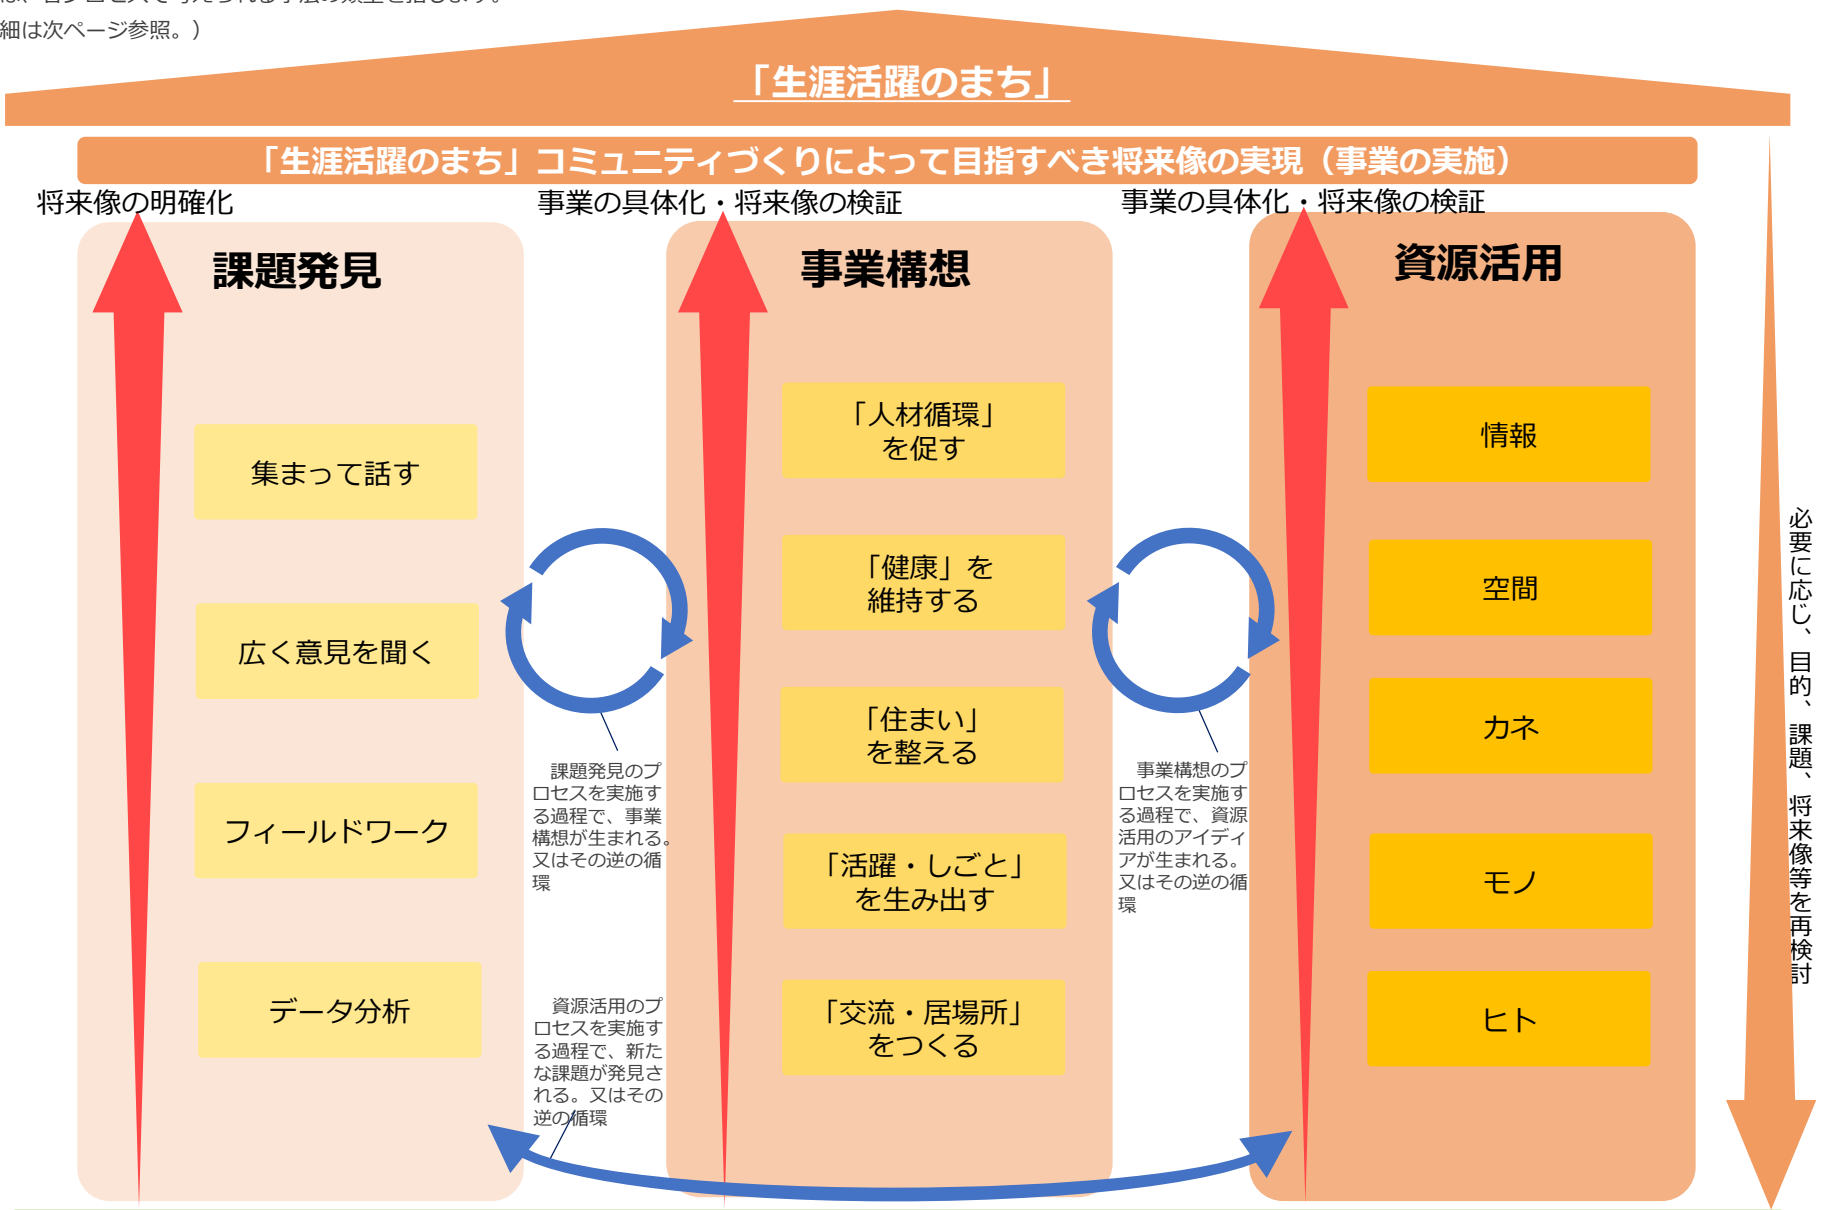 細は次ページ参照。）
「生涯活躍のまち」
「生涯活躍のまち」コミュニティづくりによって目指すべき将来像の実現（事業の実施）
将来像の明確化
事業の具体化・将来像の検証
事業の具体化・将来像の検証
課題発見
集まって話す
広く意見を聞く
フィールドワーク
データ分析
事業構想
「人材循環」
を促す
「健康」を
維持する
「住まい」
を整える
「活躍・しごと」
を生み出す
「交流・居場所」
をつくる
資源活用
情報
空間
カネ
モノ
ヒト
課題発見のプ
ロセスを実施す
る過程で、事業
構想が生まれる。
又はその逆の循
環
事業構想のプ
ロセスを実施す
る過程で、資源
活用のアイディ
アが生まれる。
又はその逆の循
環
資源活用のプ
ロセスを実施す
る過程で、新た
な課題が発見さ
れる。又はその
逆の循環
必要に応じ、目的、課題、将来像等を再検討